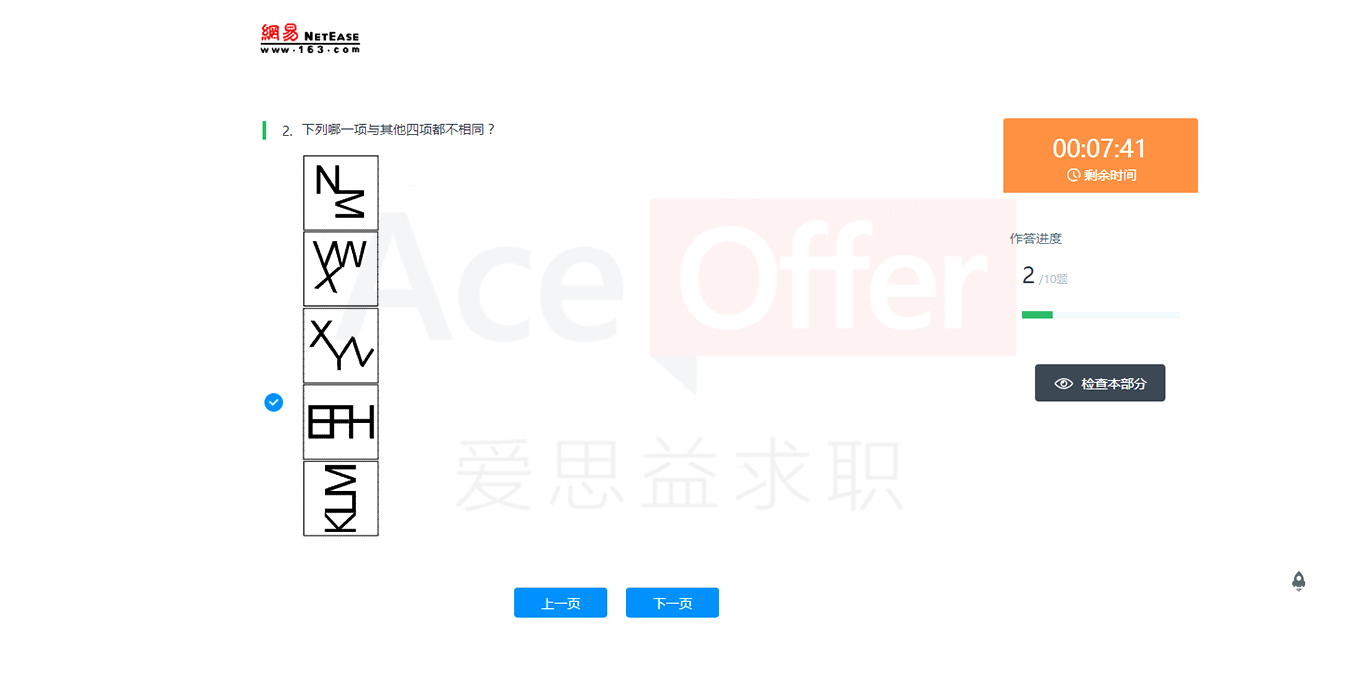 網易 NETEASE
www.163.com
2. 下列哪一项与其他四项都不相同？
00:07:41
剩余时间
作答进度
2 /10题
检查本部分
Ace Offer
爱思益求职
N
M
W
X
X
Y
N
KLM
上一页
下一页